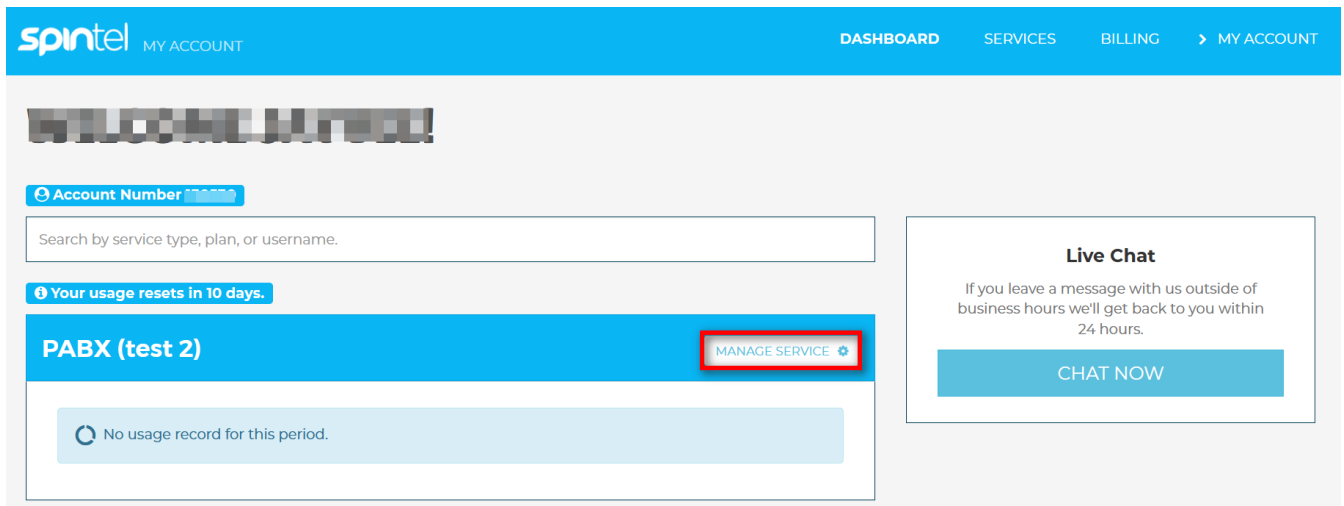 spintel MY ACCOUNT
DASHBOARD SERVICES BILLING > MY ACCOUNT
Account Number
Search by service type, plan, or username.
Your usage resets in 10 days.
PABX (test 2)
MANAGE SERVICE
No usage record for this period.
Live Chat
If you leave a message with us outside of
business hours we'll get back to you within
24 hours.
CHAT NOW